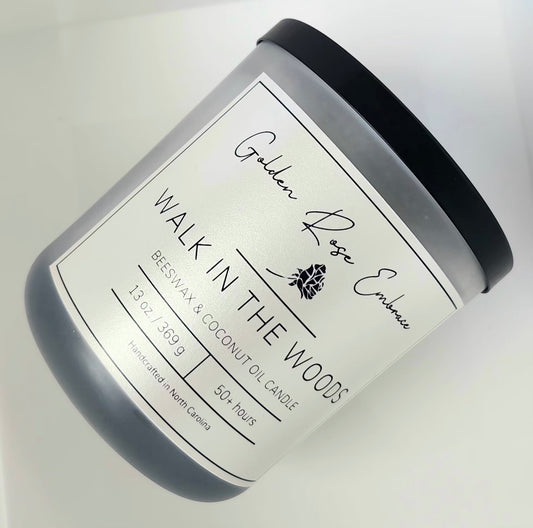 Golden Rose Embrace
WALK IN THE WOODS
BEESWAX & COCONUT OIL CANDLE
13 oz. / 369 g
50+ hours
Handcrafted in North Carolina